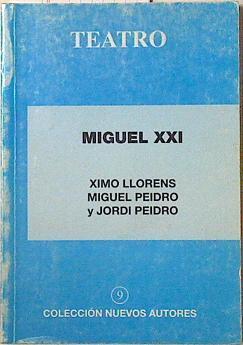 TEATRO
MIGUEL XXI
XIMO LLORENS
MIGUEL PEIDRO
y JORDI PEIDRO
9
COLECCIÓN NUEVOS AUTORES